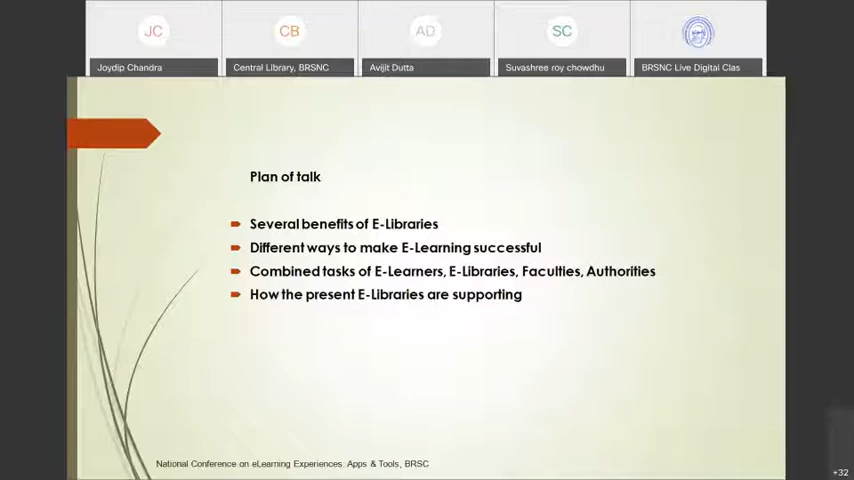 JC
CB
AD
SC
Joydip Chandra
Central Library, BRSNC
Avijit Dutta
Suvashree roy chowdhu
BRSNC Live Digital Clas
Plan of talk
Several benefits of E-Libraries
Different ways to make E-Learning successful
Combined tasks of E-Learners, E-Libraries, Faculties, Authorities
How the present E-Libraries are supporting
National Conference on eLearning Experiences: Apps & Tools, BRSC
+32